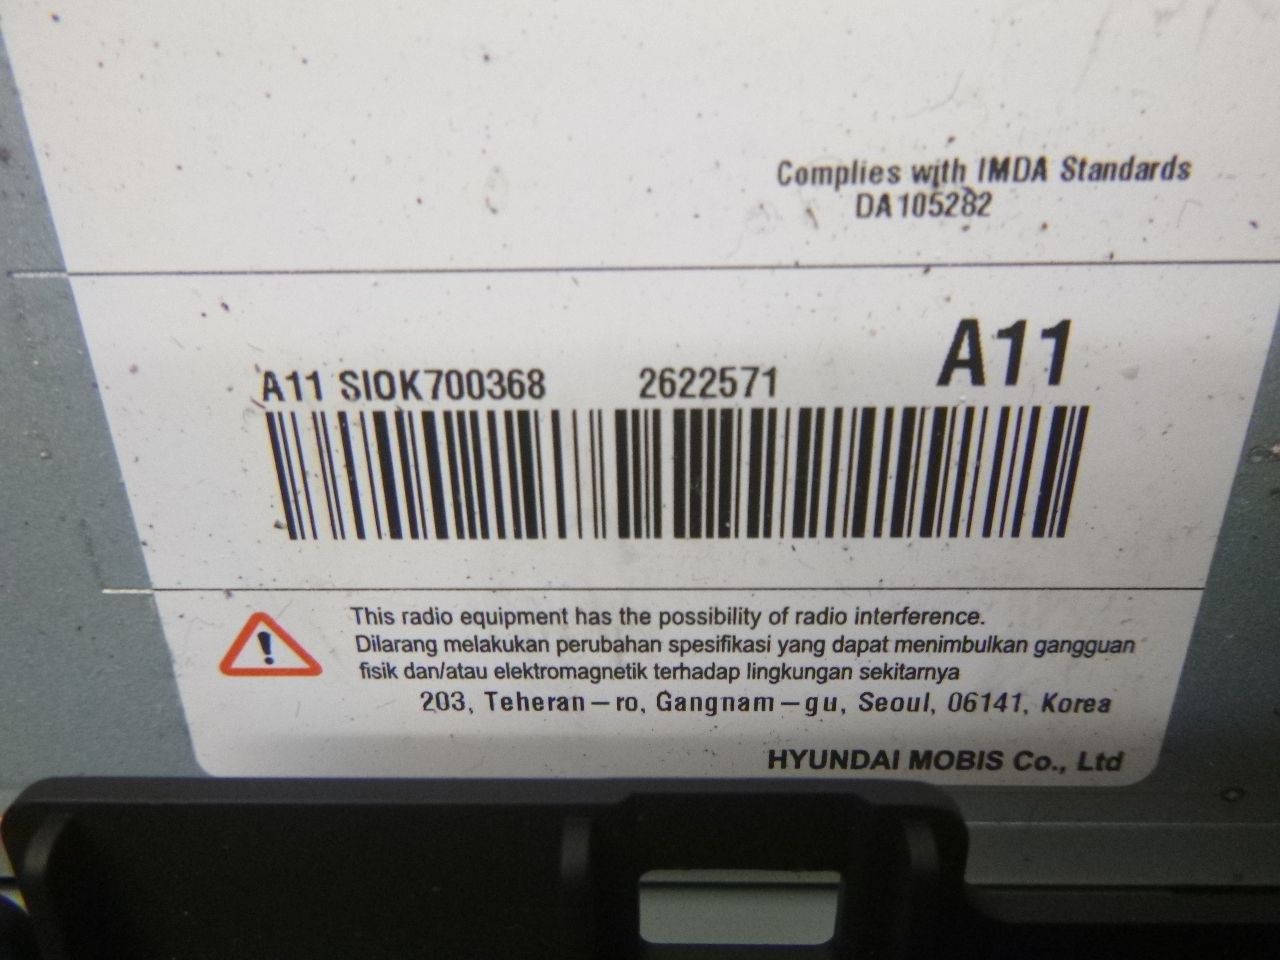 Complies with IMDA Standards
DA105282
A11 SIOK700368 2622571 A11
This radio equipment has the possibility of radio interference.
Dilarang melakukan perubahan spesifikasi yang dapat menimbulkan gangguan
fisik dan/atau elektromagnetik terhadap lingkungan sekitarnya
203, Teheran-ro, Gangnam-gu, Seoul, 06141, Korea
HYUNDAI MOBIS Co., Ltd